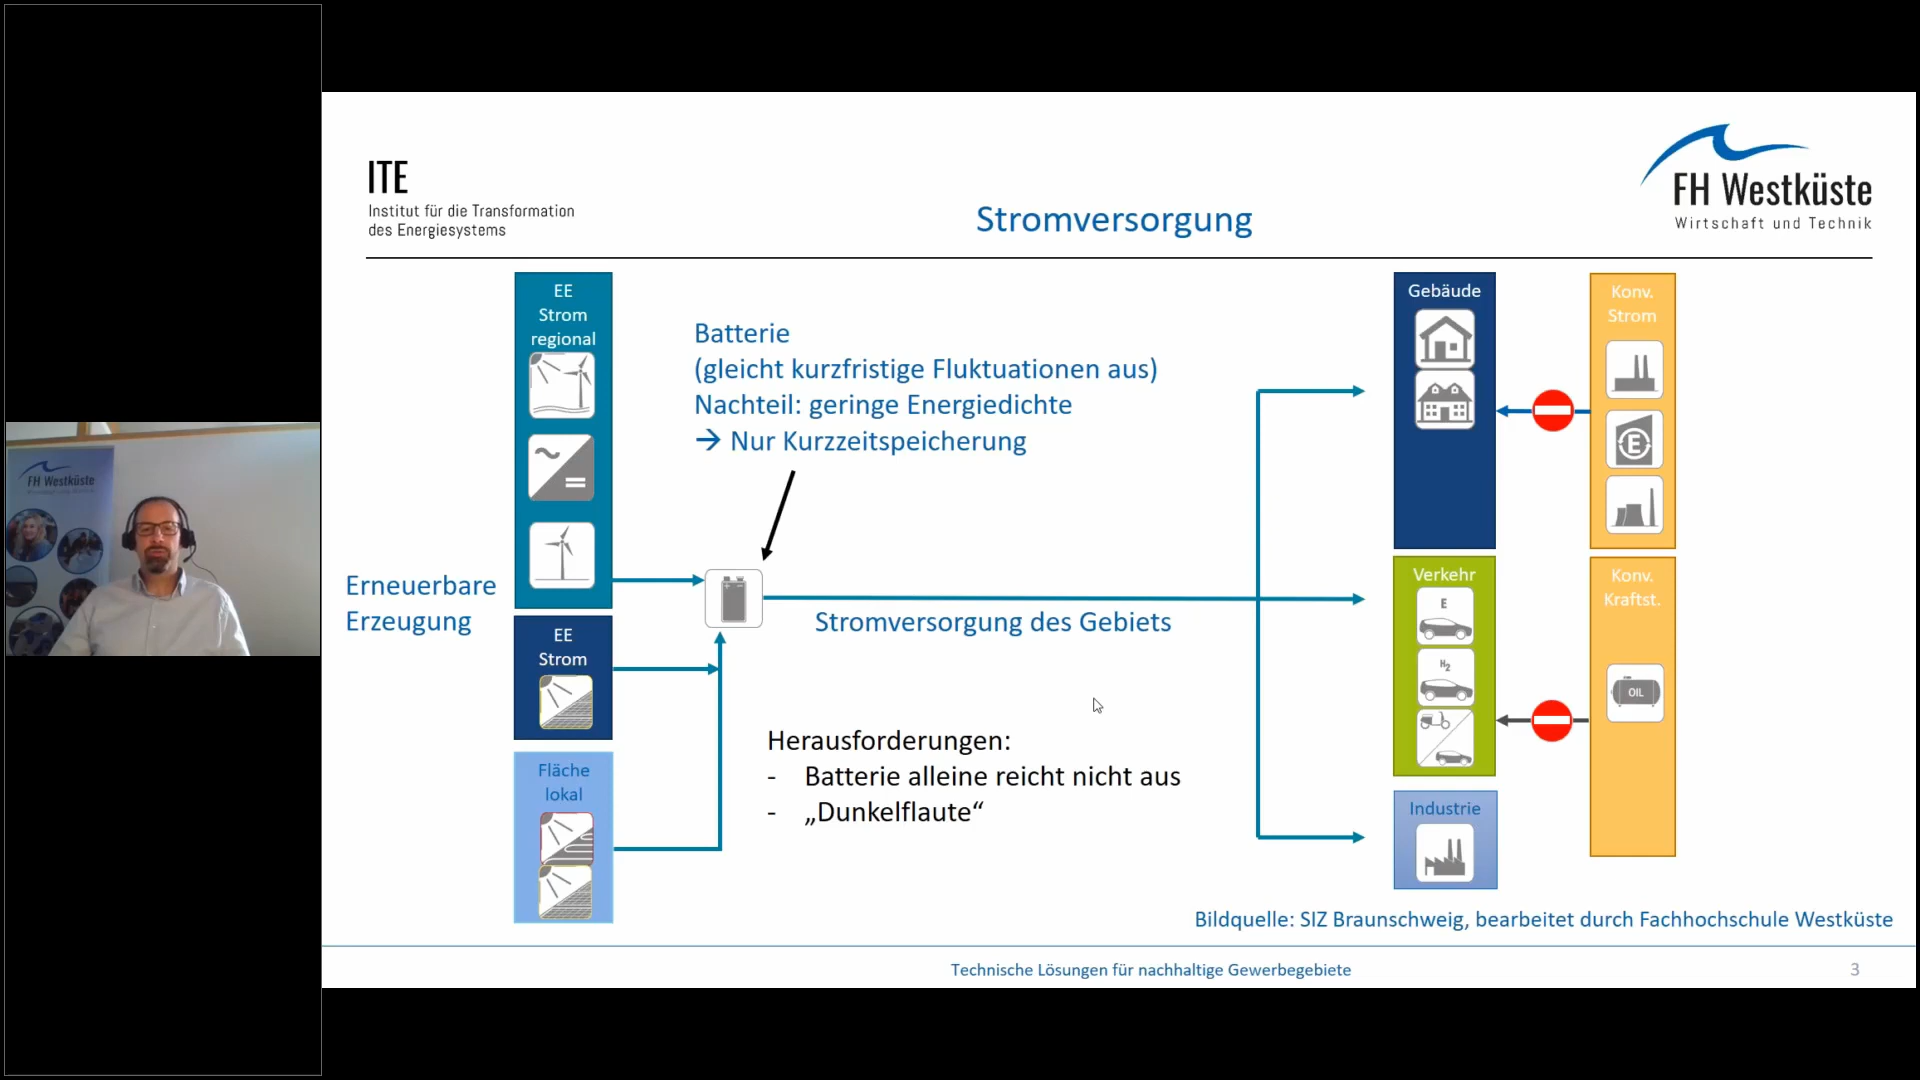 ITE
Institut für die Transformation
des Energiesystems
Stromversorgung
FH Westküste
Wirtschaft und Technik
EE
Strom
regional
Batterie
(gleicht kurzfristige Fluktuationen aus)
Nachteil: geringe Energiedichte
→ Nur Kurzzeitspeicherung
Gebäude
Konv.
Strom
E
FH Westküste
Erneuerbare
Erzeugung
EE
Strom
Stromversorgung des Gebiets
Verkehr
E
H2
Konv.
Kraftst.
OIL
Fläche
lokal
Herausforderungen:
- Batterie alleine reicht nicht aus
- „Dunkelflaute“
Industrie
Bildquelle: SIZ Braunschweig, bearbeitet durch Fachhochschule Westküste
Technische Lösungen für nachhaltige Gewerbegebiete
3